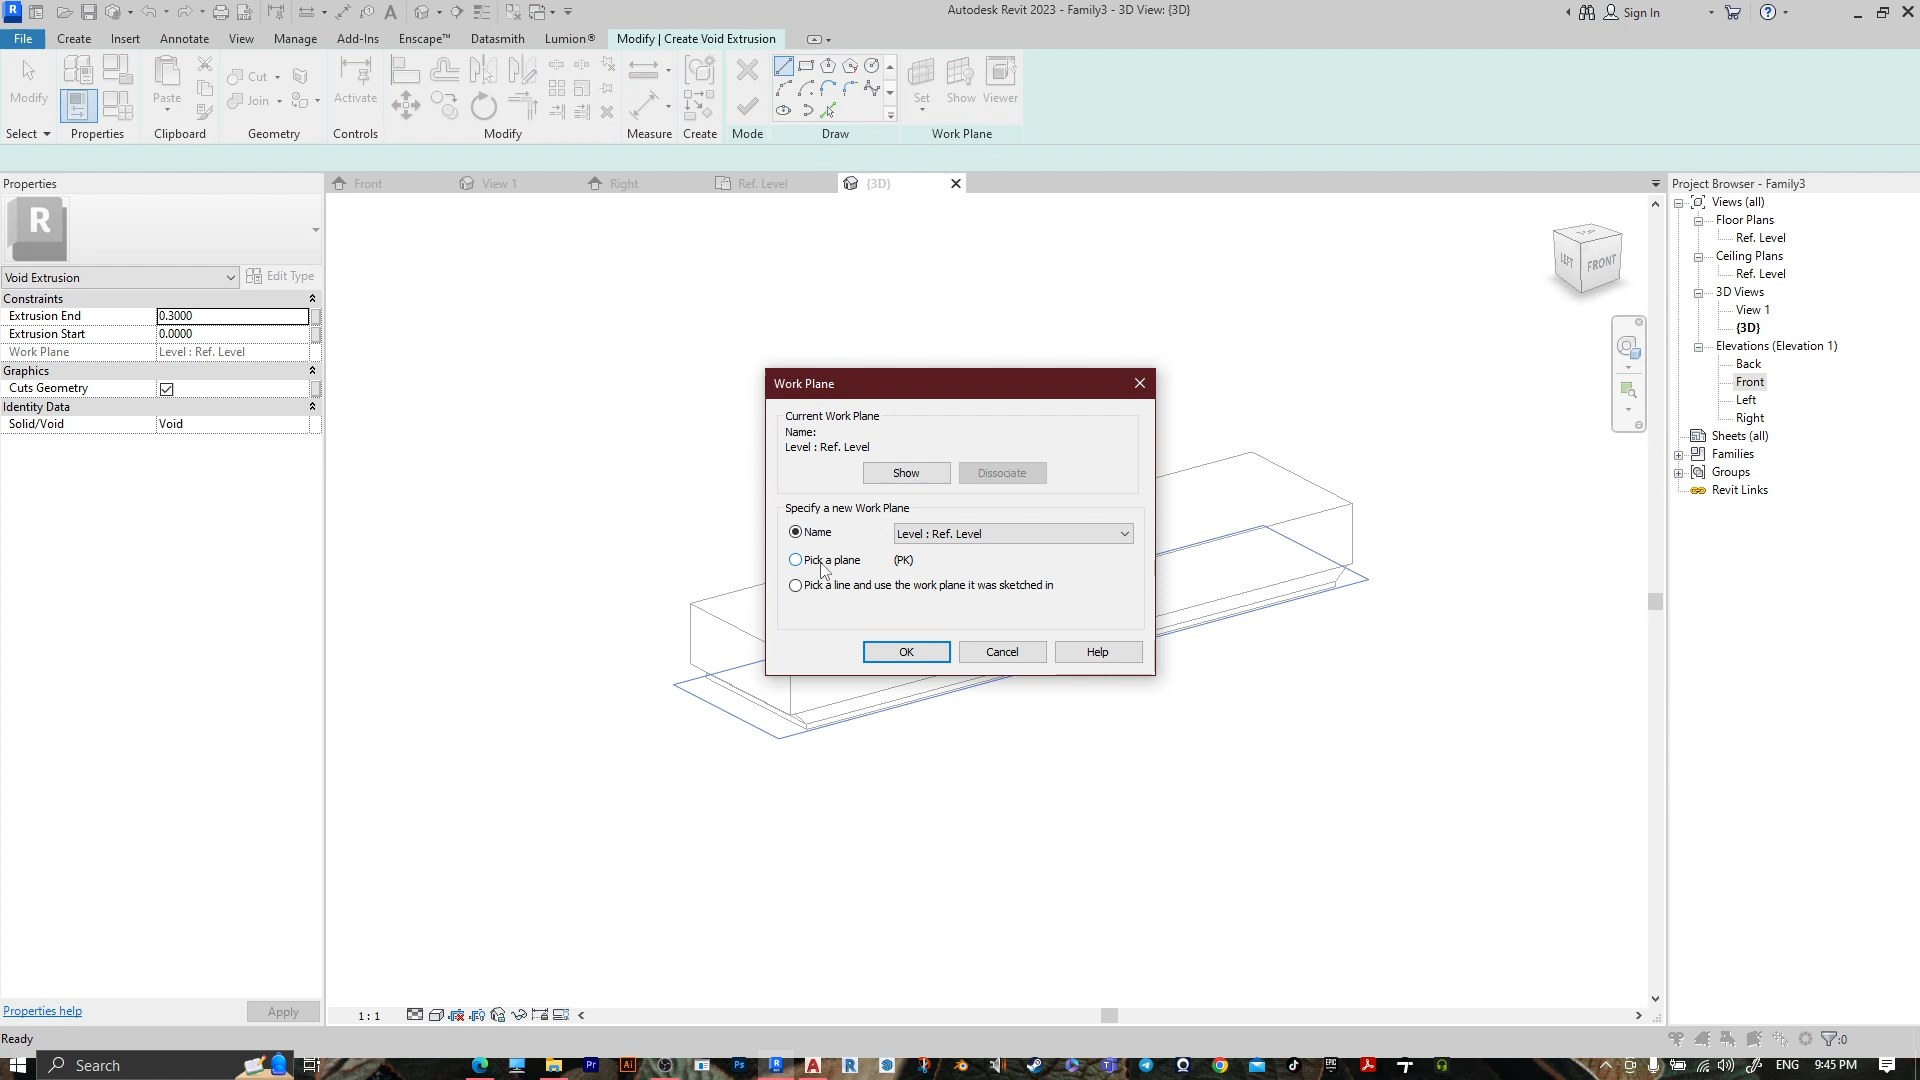 Autodesk Revit 2023 - Family3 - 3D View: {3D}
Sign In
File Create Insert Annotate View Manage Add-Ins Enscape™ Datasmith Lumion® Modify | Create Void Extrusion
Modify
Paste
Cut
Join
Activate
Set
Show
Viewer
Select
Properties
Clipboard
Geometry
Controls
Modify
Measure
Create
Mode
Draw
Work Plane
Properties
Front
View 1
Right
Ref. Level
{3D}
Project Browser - Family3
R
Void Extrusion
Edit Type
Constraints
Extrusion End 0.3000
Extrusion Start 0.0000
Work Plane Level : Ref. Level
Graphics
Cuts Geometry
Identity Data
Solid/Void Void
Properties help
Apply
LEFT
FRONT
Work Plane
Current Work Plane
Name:
Level : Ref. Level
Show
Dissociate
Specify a new Work Plane
Name
Level : Ref. Level
Pick a plane (PK)
Pick a line and use the work plane it was sketched in
OK
Cancel
Help
Views (all)
Floor Plans
Ref. Level
Ceiling Plans
Ref. Level
3D Views
View 1
{3D}
Elevations (Elevation 1)
Back
Front
Left
Right
Sheets (all)
Families
Groups
Revit Links
1 : 1
Ready
:0
Search
ENG
9:45 PM